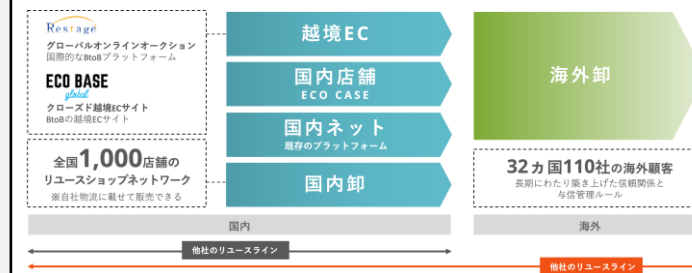 Restage
グローバルオンラインオークション
国際的なBtoBプラットフォーム
ECO BASE
global
クローズド越境ECサイト
BtoBの越境ECサイト
全国1,000店舗の
リユースショップネットワーク
※自社物流に載せて販売できる
越境EC
国内店舗
ECO CASE
国内ネット
既存のプラットフォーム
国内卸
海外卸
32ヵ国110社の海外顧客
長期にわたり築き上げた信頼関係と
与信管理ルール
国内
海外
他社のリユースライン
他社のリユースライン